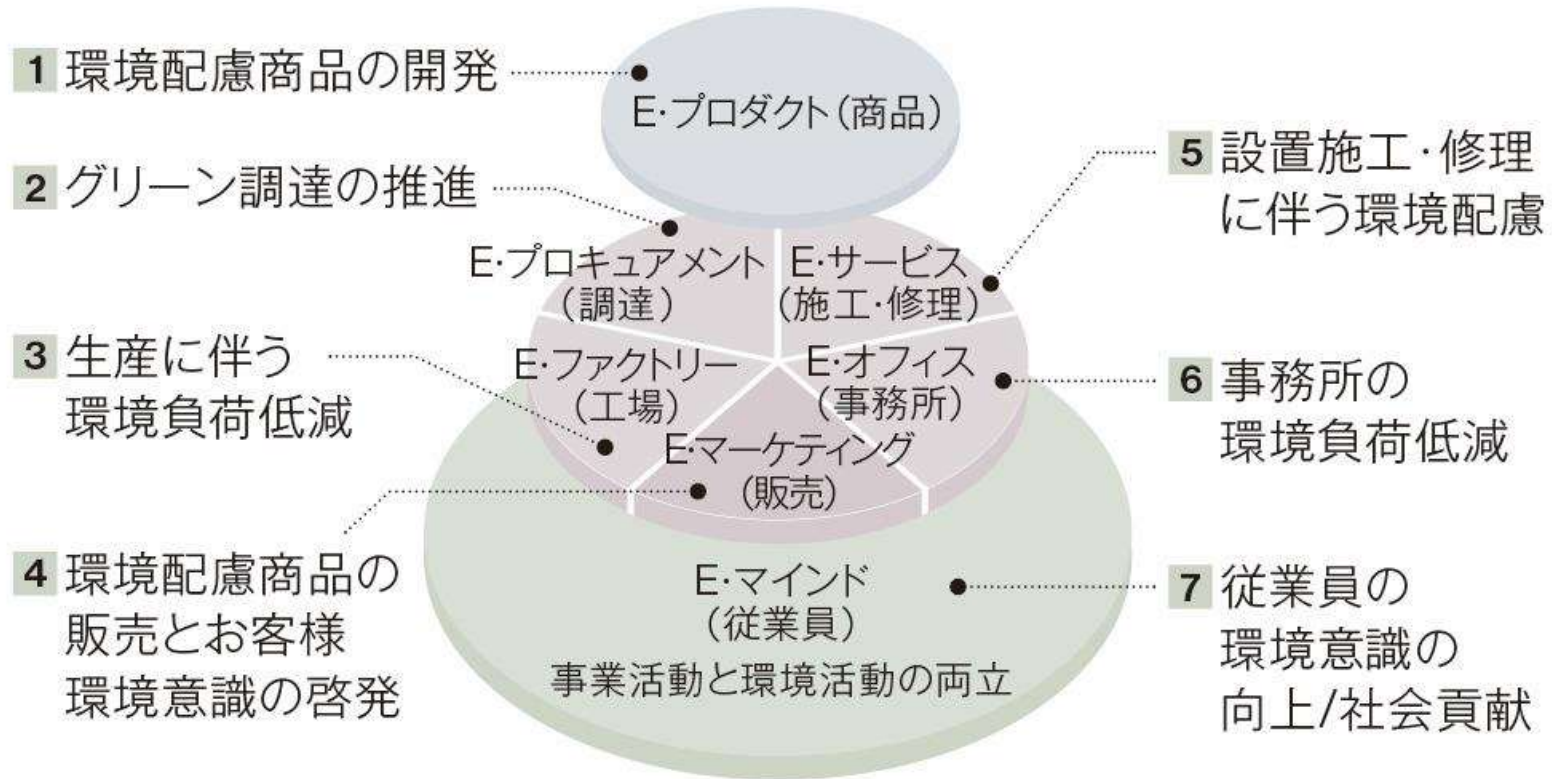 1 環境配慮商品の開発
E・プロダクト(商品)
2 グリーン調達の推進
E・プロキュアメント
(調達)
3 生産に伴う
環境負荷低減
E・ファクトリー
(工場)
4 環境配慮商品の
販売とお客様
環境意識の啓発
E・マーケティング
(販売)
5 設置施工・修理
に伴う環境配慮
E・サービス
(施工・修理)
6 事務所の
環境負荷低減
E・オフィス
(事務所)
7 従業員の
環境意識の
向上/社会貢献
E・マインド
(従業員)
事業活動と環境活動の両立